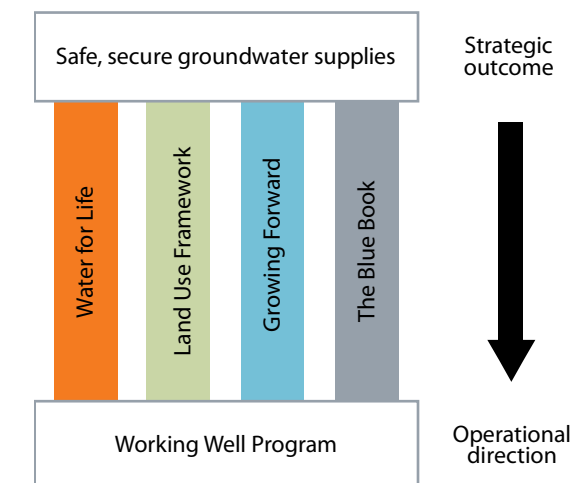 Safe, secure groundwater supplies
Strategic
outcome
Water for Life
Land Use Framework
Growing Forward
The Blue Book
Working Well Program
Operational
direction